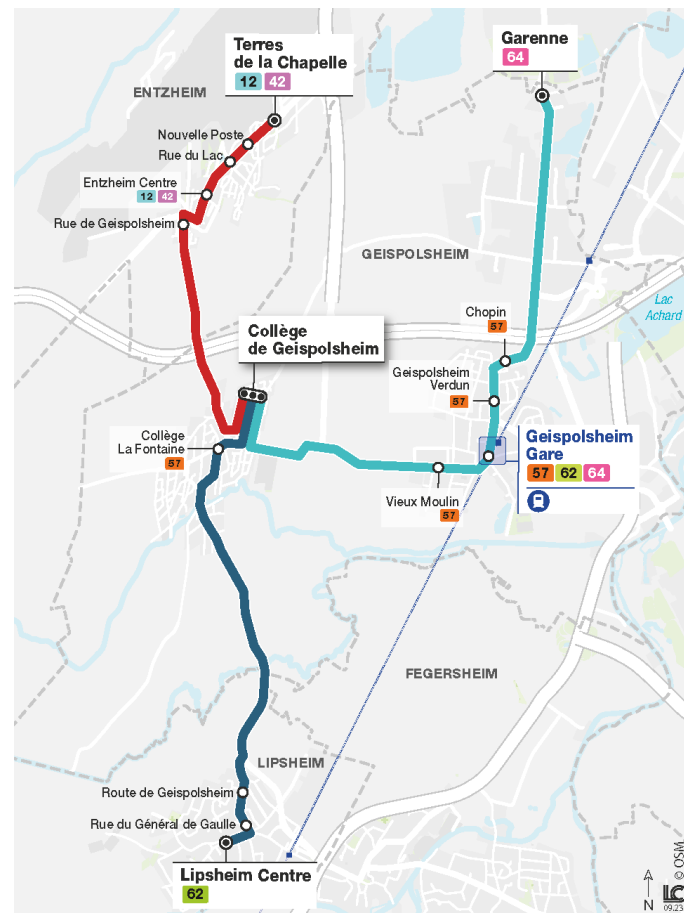 Terres
de la Chapelle
12 42
Garenne
64
ENTZHEIM
Nouvelle Poste
Rue du Lac
Entzheim Centre
12 42
Rue de Geispolsheim
GEISPOLSHEIM
Lac
Achard
Chopin
57
Collège
de Geispolsheim
Geispolsheim
Verdun
57
Collège
La Fontaine
57
Geispolsheim
Gare
57 62 64
Vieux Moulin
57
FEGERSHEIM
LIPSHEIM
Route de Geispolsheim
Rue du Général de Gaulle
Lipsheim Centre
62
N
© OSM
LC
09.23